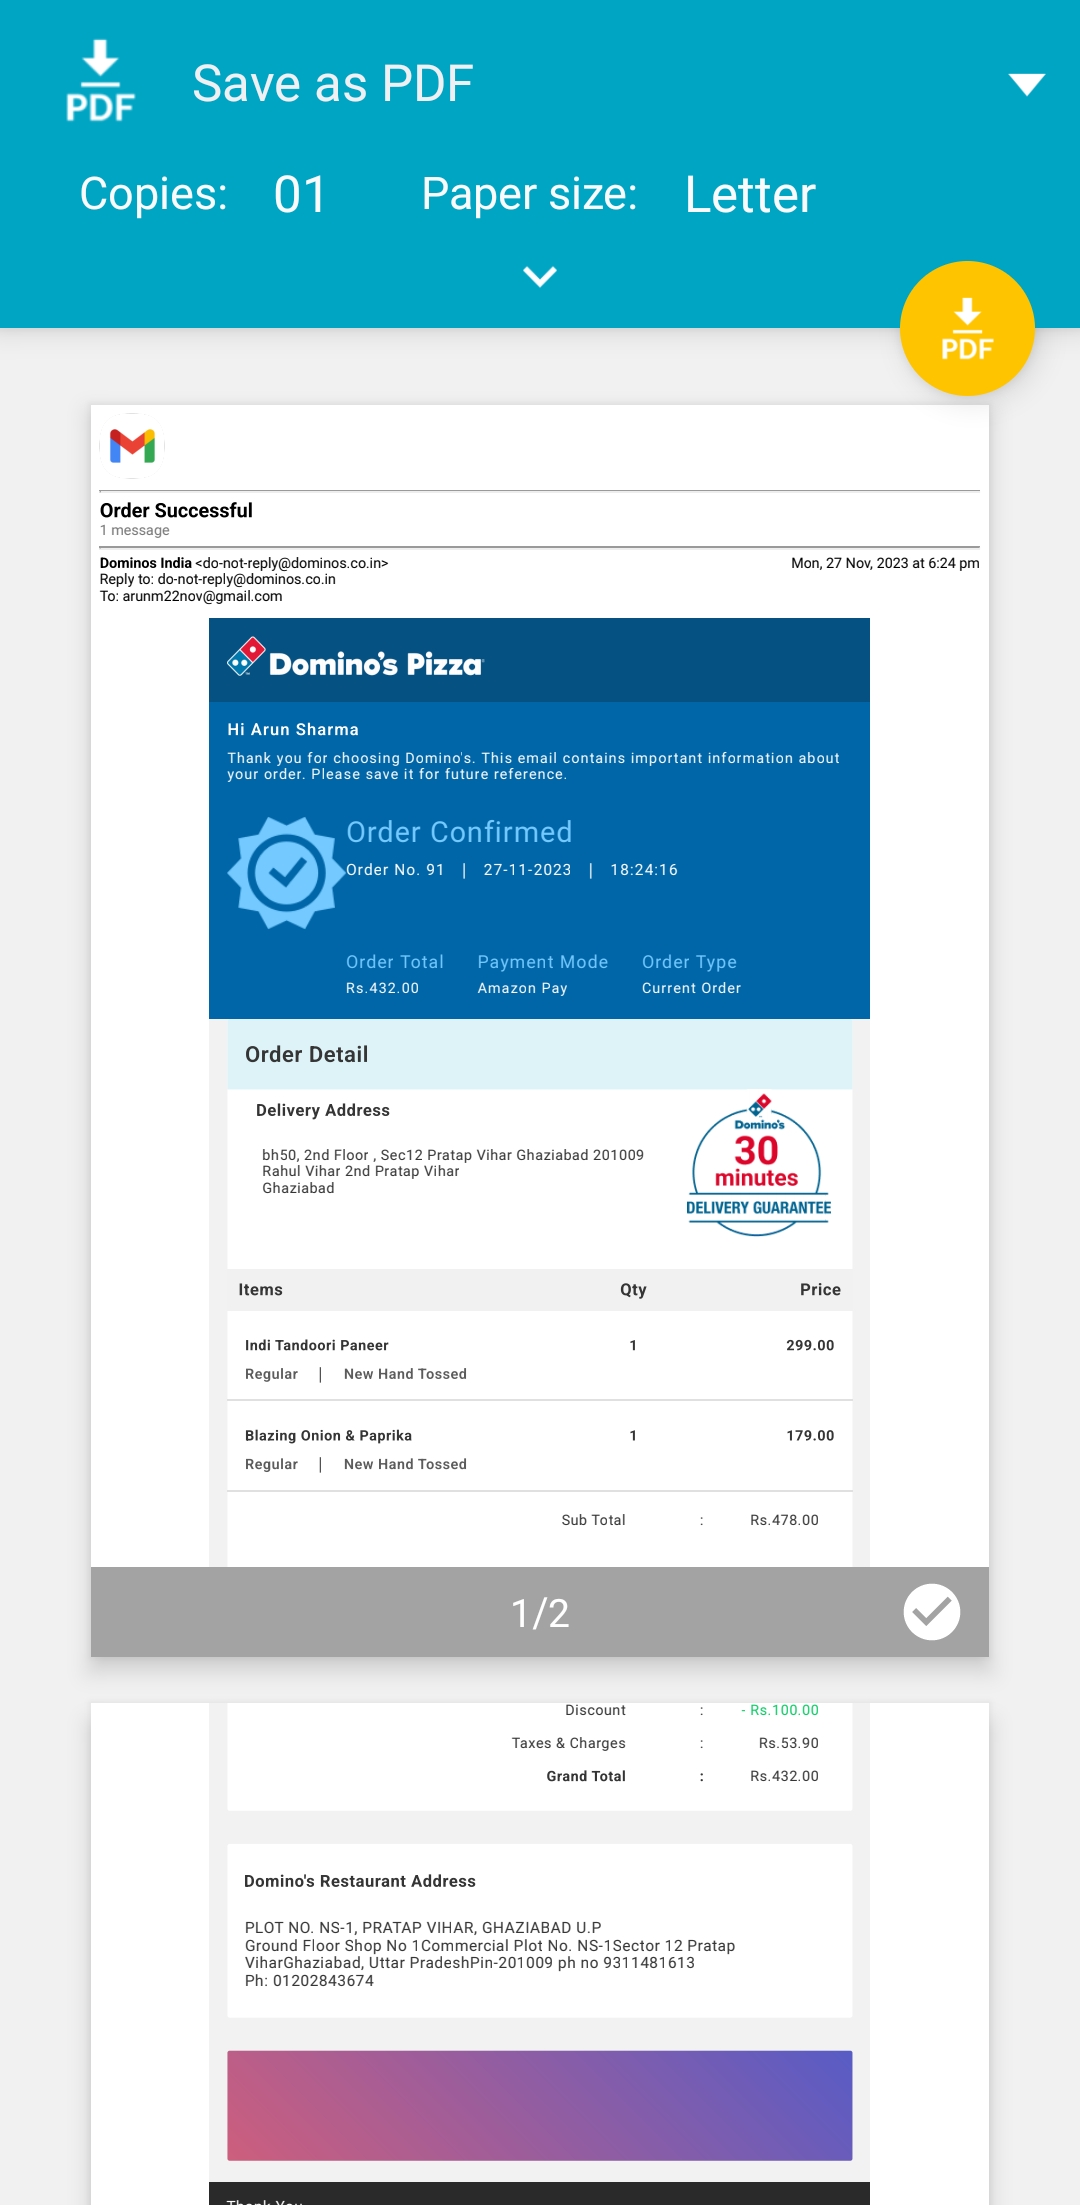 PDF
Save as PDF
Copies: 01 Paper size: Letter
PDF
Order Successful
1 message
Dominos India <do-not-reply@dominos.co.in> Mon, 27 Nov, 2023 at 6:24 pm
Reply to: do-not-reply@dominos.co.in
To: arunm22nov@gmail.com
Domino's Pizza
Hi Arun Sharma
Thank you for choosing Domino's. This email contains important information about
your order. Please save it for future reference.
Order Confirmed
Order No. 91 | 27-11-2023 | 18:24:16
Order Total Payment Mode Order Type
Rs.432.00 Amazon Pay Current Order
Order Detail
Delivery Address
bh50, 2nd Floor , Sec12 Pratap Vihar Ghaziabad 201009
Rahul Vihar 2nd Pratap Vihar
Ghaziabad
Domino's
30
minutes
DELIVERY GUARANTEE
Items Qty Price
Indi Tandoori Paneer 1 299.00
Regular | New Hand Tossed
Blazing Onion & Paprika 1 179.00
Regular | New Hand Tossed
Sub Total : Rs.478.00
1/2
Discount : - Rs.100.00
Taxes & Charges : Rs.53.90
Grand Total : Rs.432.00
Domino's Restaurant Address
PLOT NO. NS-1, PRATAP VIHAR, GHAZIABAD U.P
Ground Floor Shop No 1Commercial Plot No. NS-1Sector 12 Pratap
ViharGhaziabad, Uttar PradeshPin-201009 ph no 9311481613
Ph: 01202843674
Thank You